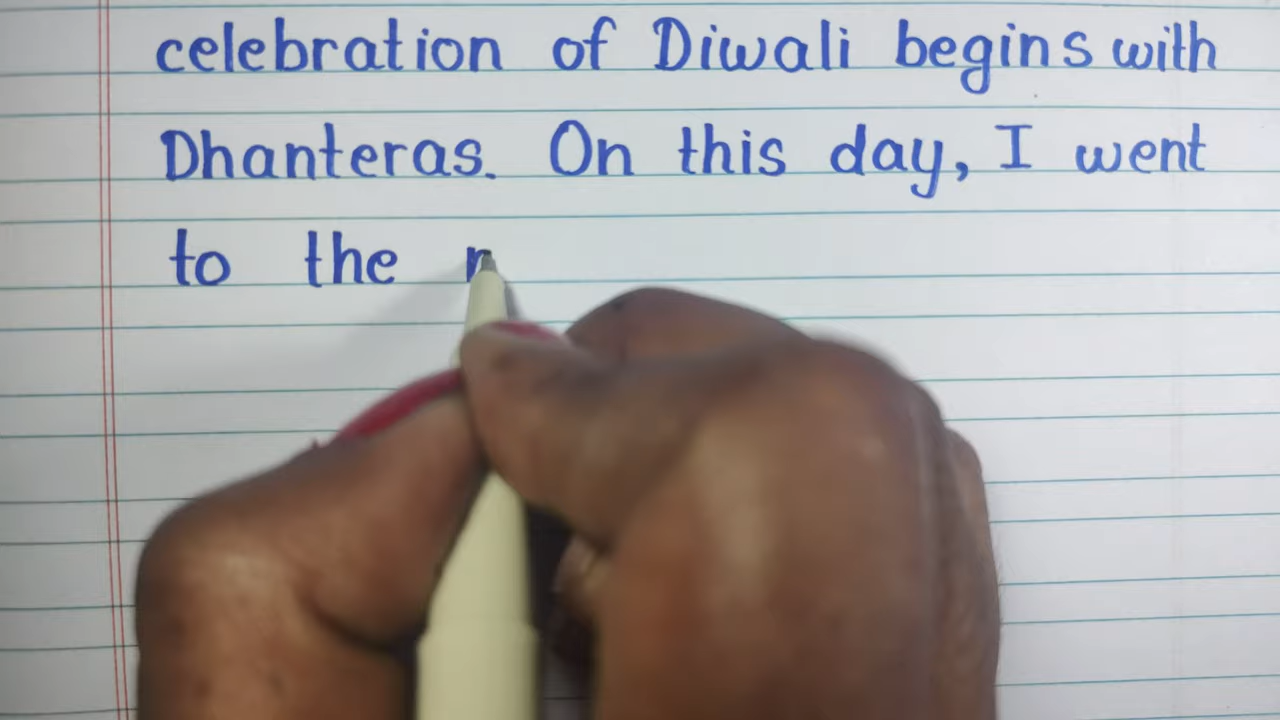 celebration of Diwali begins with
Dhanteras. On this day, I went
to the